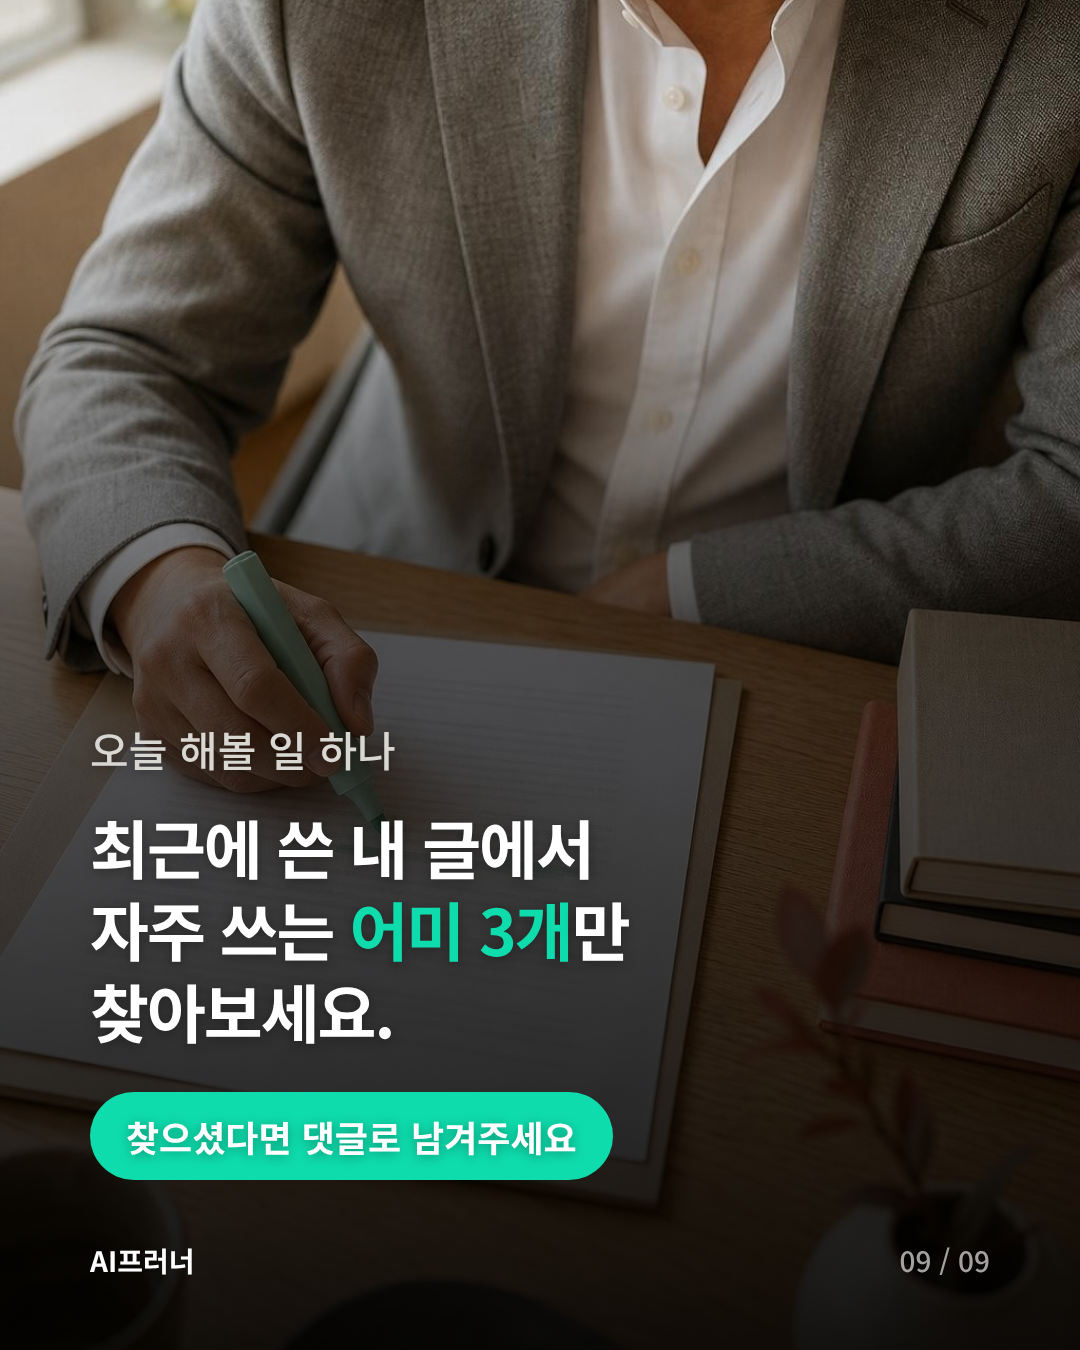 오늘 해볼 일 하나
최근에 쓴 내 글에서
자주 쓰는 어미 3개만
찾아보세요.
찾으셨다면 댓글로 남겨주세요
AI프러너
09 / 09